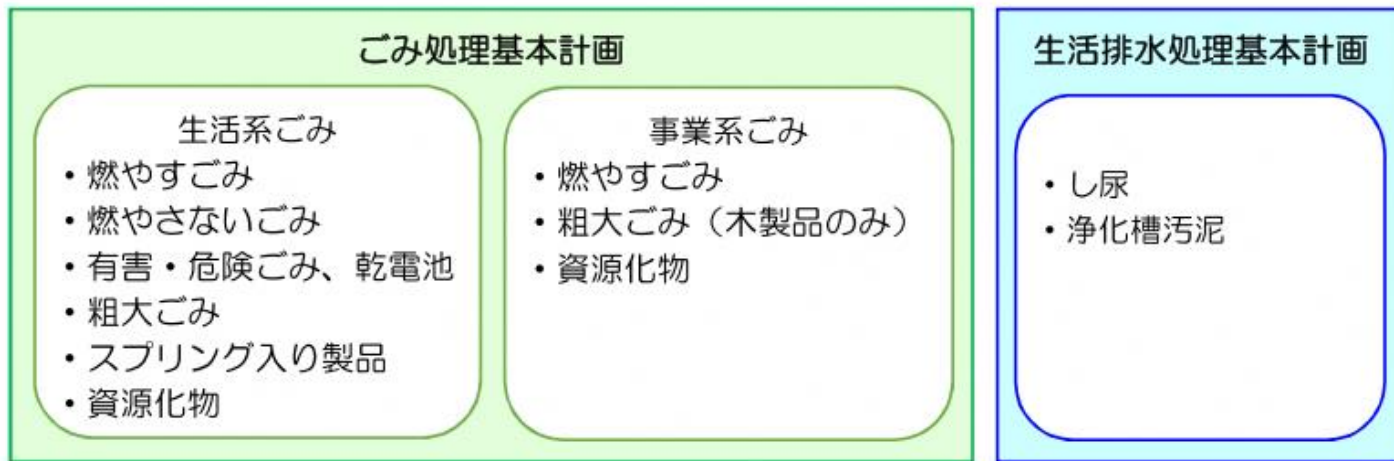 ごみ処理基本計画
生活系ごみ
・燃やすごみ
・燃やさないごみ
・有害・危険ごみ、乾電池
・粗大ごみ
・スプリング入り製品
・資源化物
事業系ごみ
・燃やすごみ
・粗大ごみ（木製品のみ）
・資源化物
生活排水処理基本計画
・し尿
・浄化槽汚泥